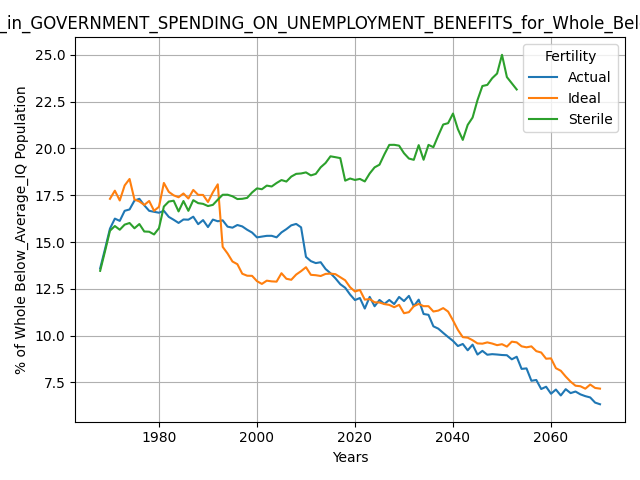 _in_GOVERNMENT_SPENDING_ON_UNEMPLOYMENT_BENEFITS_for_Whole_Bel
Fertility
Actual
Ideal
Sterile
% of Whole Below_Average_IQ Population
25.0
22.5
20.0
17.5
15.0
12.5
10.0
7.5
1980
2000
2020
2040
2060
Years